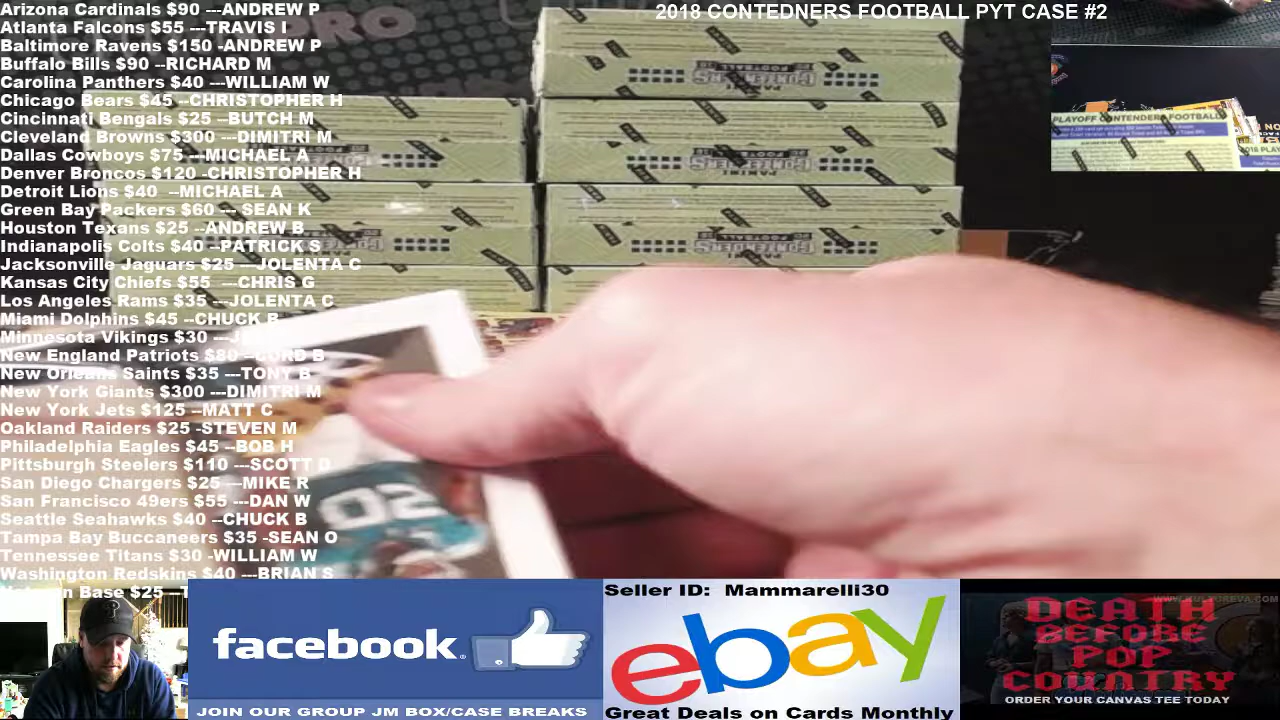 2018 CONTEDNERS FOOTBALL PYT CASE #2
Arizona Cardinals $90 ---ANDREW P
Atlanta Falcons $55 ---TRAVIS I
Baltimore Ravens $150 -ANDREW P
Buffalo Bills $90 --RICHARD M
Carolina Panthers $40 --WILLIAM W
Chicago Bears $45 --CHRISTOPHER H
Cincinnati Bengals $25 --BUTCH M
Cleveland Browns $300 ---DIMITRI M
Dallas Cowboys $75 ---MICHAEL A
Denver Broncos $120 -CHRISTOPHER H
Detroit Lions $40 --MICHAEL A
Green Bay Packers $60 --- SEAN K
Houston Texans $25 --ANDREW B
Indianapolis Colts $40 --PATRICK S
Jacksonville Jaguars $25 ---JOLENTA C
Kansas City Chiefs $55 ---CHRIS G
Los Angeles Rams $35 ---JOLENTA C
Miami Dolphins $45 --CHUCK B
Minnesota Vikings $30
New England Patriots $80 --CORD B
New Orleans Saints $35 ---TONY B
New York Giants $300 ---DIMITRI M
New York Jets $125 --MATT C
Oakland Raiders $25 -STEVEN M
Philadelphia Eagles $45 --BOB H
Pittsburgh Steelers $110 ---SCOTT D
San Diego Chargers $25 ---MIKE R
San Francisco 49ers $55 ---DAN W
Seattle Seahawks $40 --CHUCK B
Tampa Bay Buccaneers $35 -SEAN O
Tennessee Titans $30 -WILLIAM W
Washington Redskins $40 ---BRIAN S
Base $25
PLAYOFF CONTENDERS FOOTBALL
CONTENDERS
PANINI
CONTENDERS
PANINI
CONTENDERS
20
facebook
JOIN OUR GROUP JM BOX/CASE BREAKS
Seller ID: Mammarelli30
ebay
Great Deals on Cards Monthly
DEATH
BEFORE
POP
COUNTRY
ORDER YOUR CANVAS TEE TODAY